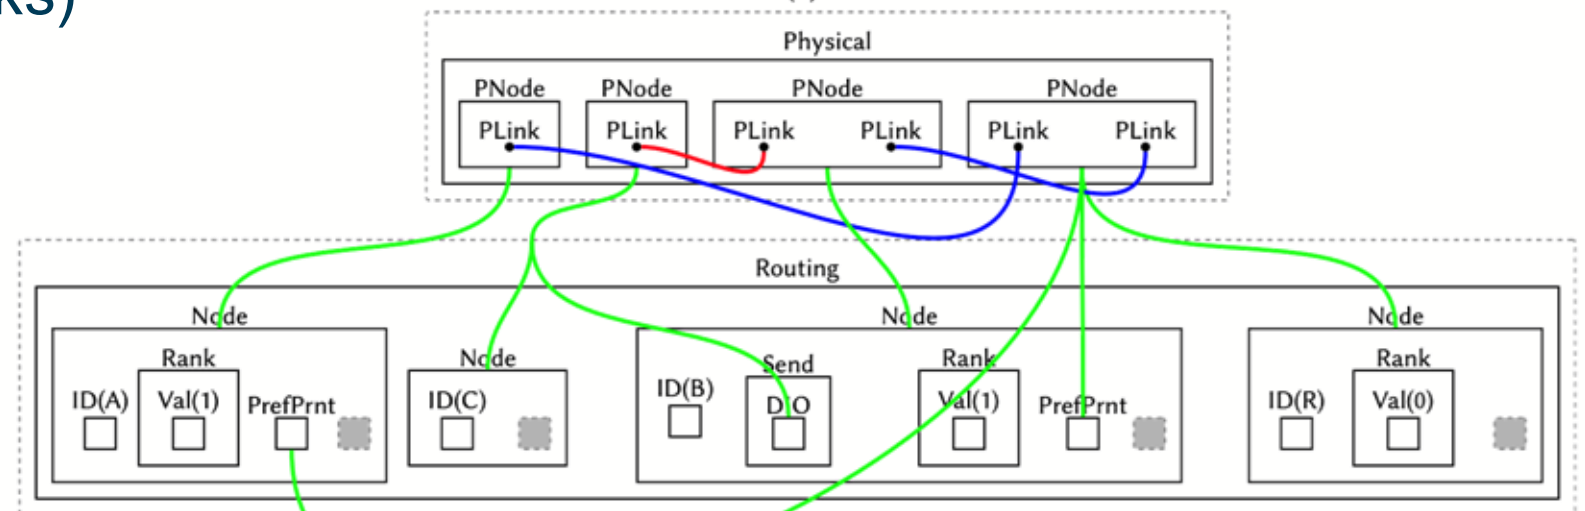 ks)
Physical
PNode PNode PNode PNode
PLink PLink PLink PLink PLink PLink
Routing
Node Node Node
Rank Node Send Rank Rank
ID(A) Val(1) PrefPrnt ID(C) ID(B) DIO Val(1) PrefPrnt ID(R) Val(0)